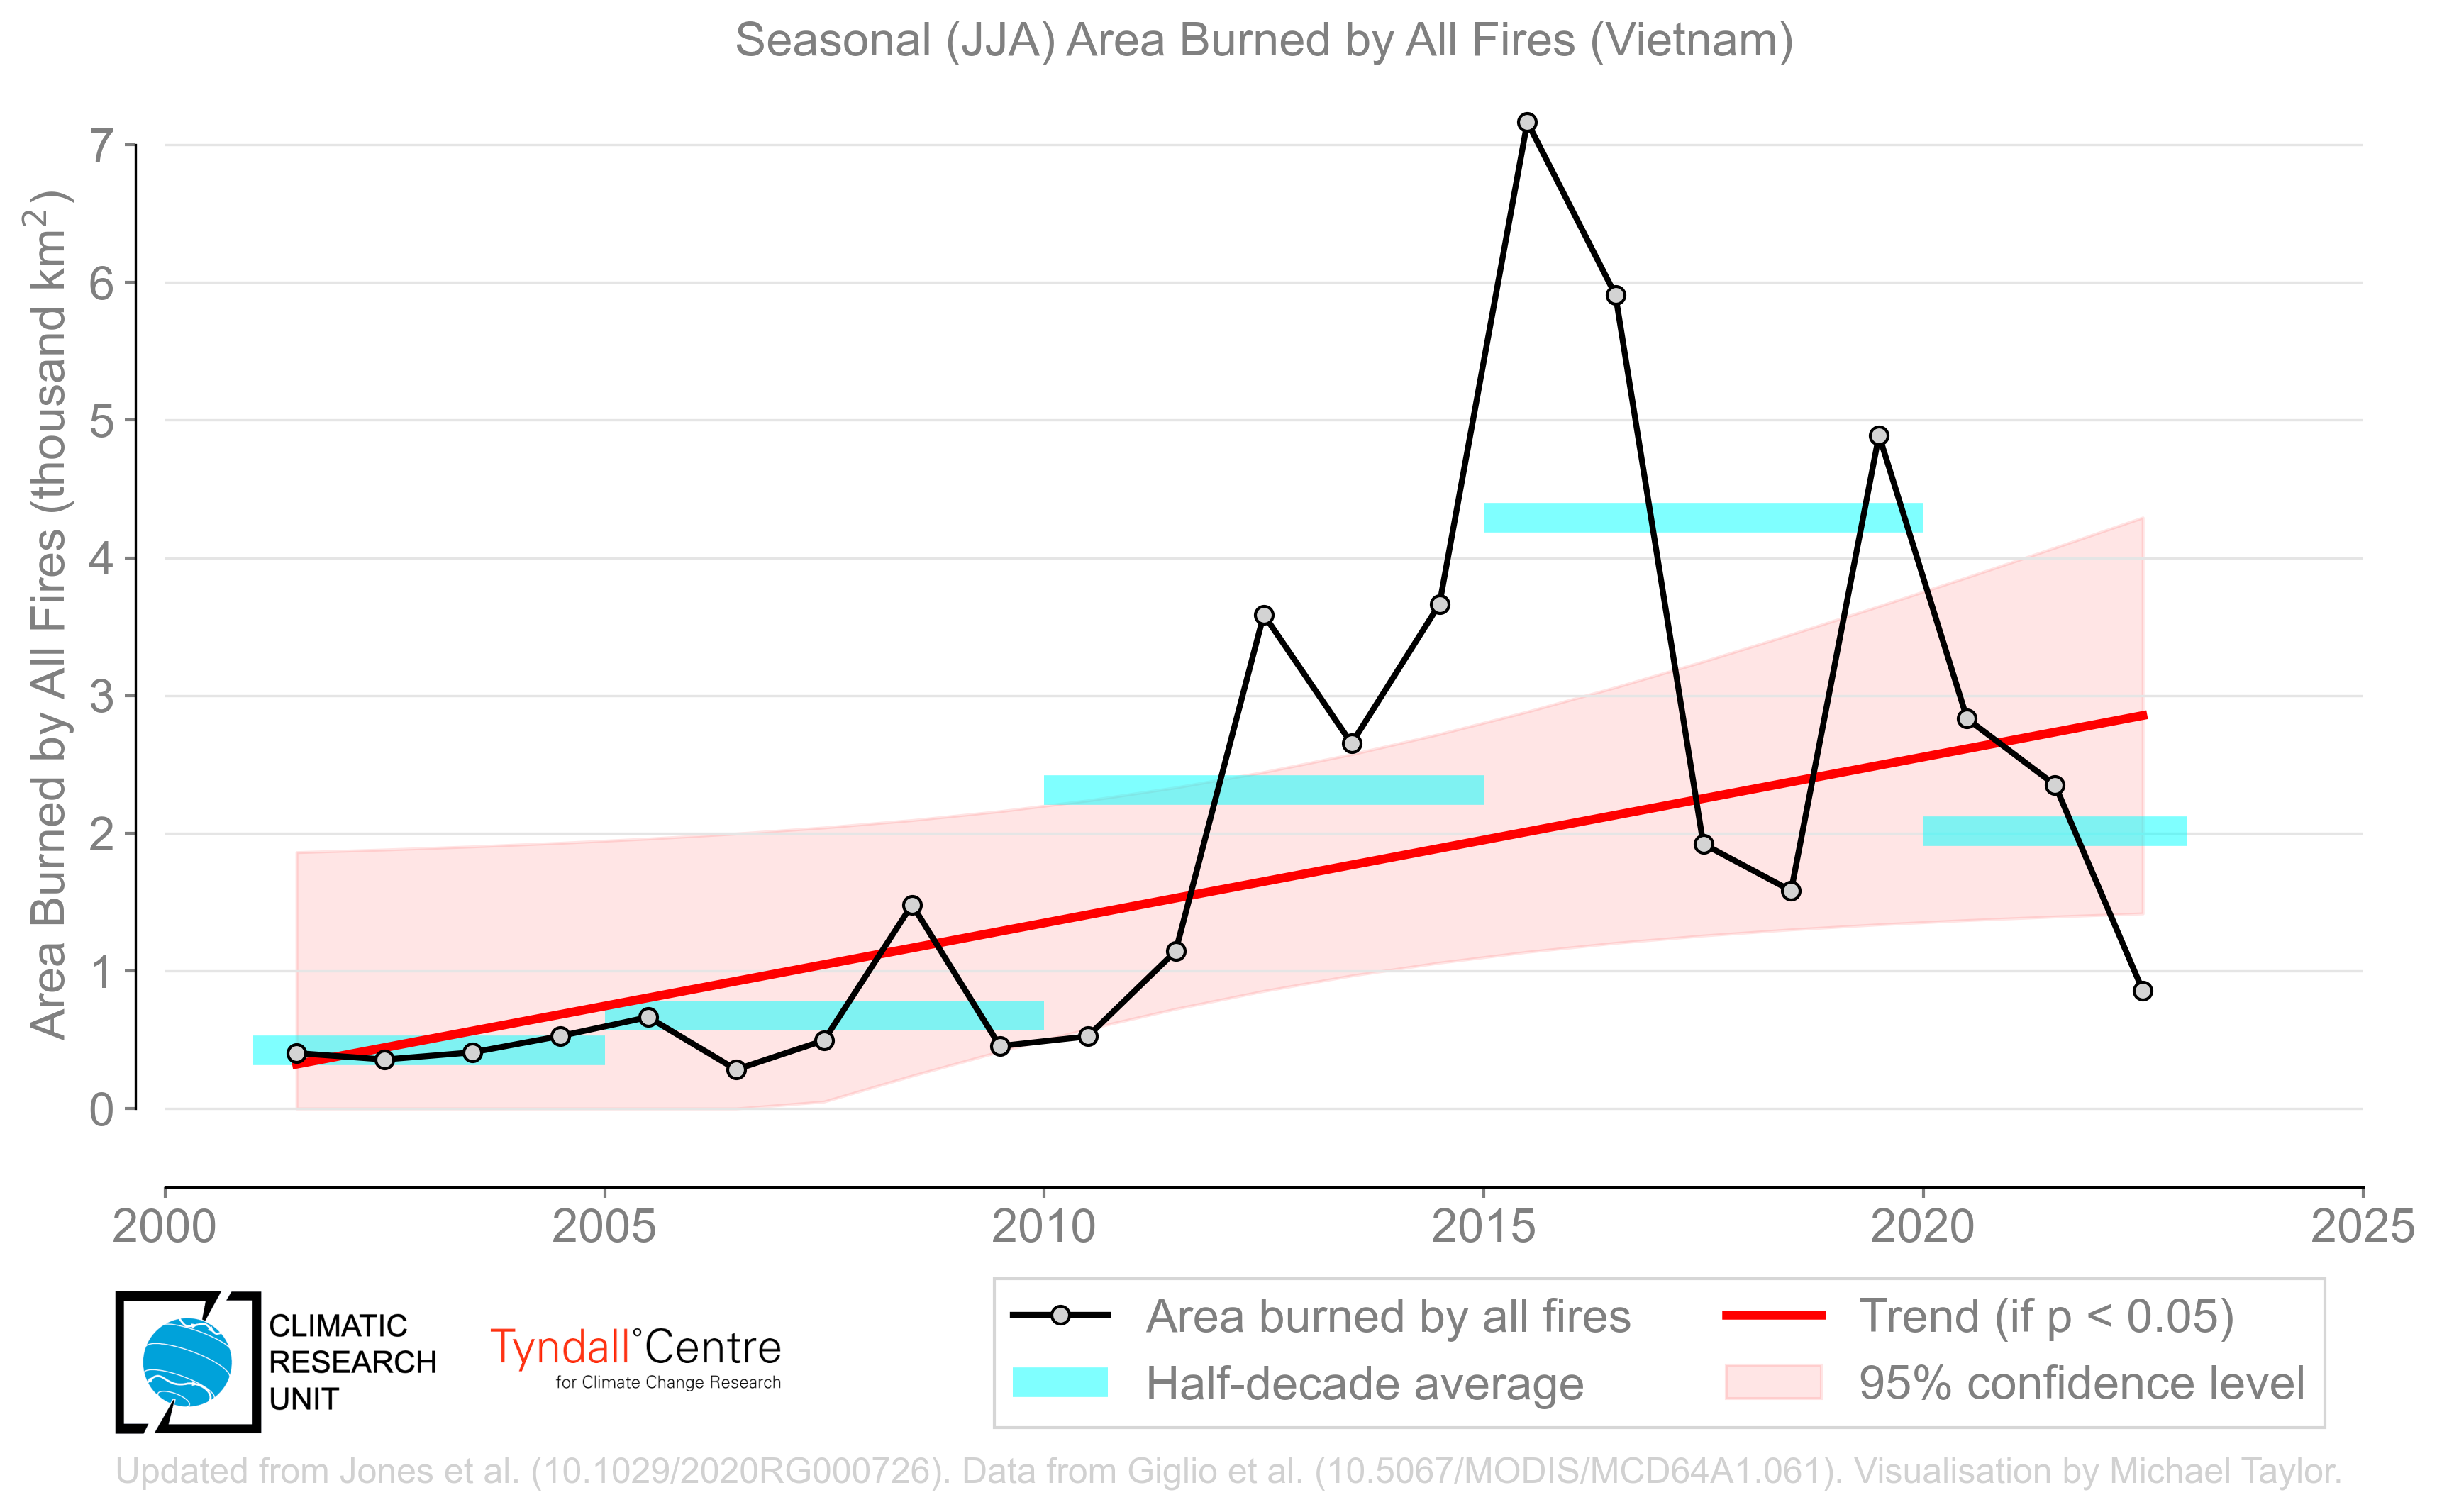 Seasonal (JJA) Area Burned by All Fires (Vietnam)
Area Burned by All Fires (thousand km²)
7
6
5
4
3
2
1
0
2000 2005 2010 2015 2020 2025
CLIMATIC
RESEARCH
UNIT
Tyndall°Centre
for Climate Change Research
Area burned by all fires
Half-decade average
Trend (if p < 0.05)
95% confidence level
Updated from Jones et al. (10.1029/2020RG000726). Data from Giglio et al. (10.5067/MODIS/MCD64A1.061). Visualisation by Michael Taylor.